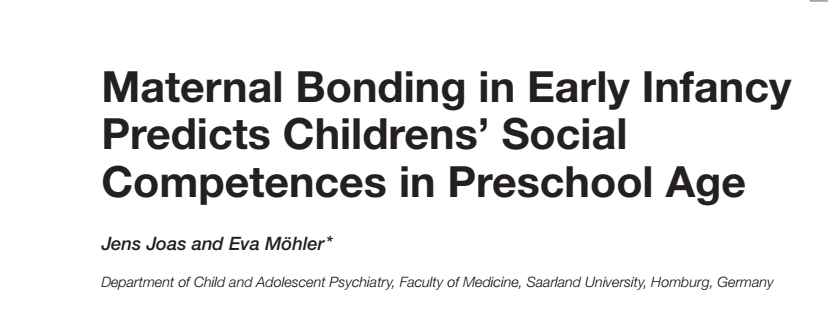 Maternal Bonding in Early Infancy
Predicts Childrens’ Social
Competences in Preschool Age
Jens Joas and Eva Möhler*
Department of Child and Adolescent Psychiatry, Faculty of Medicine, Saarland University, Homburg, Germany